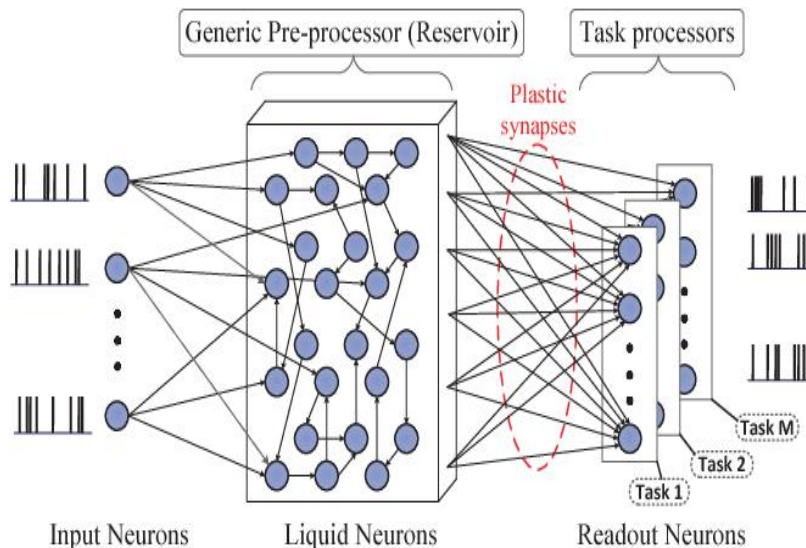 Generic Pre-processor (Reservoir)
Task processors
Plastic
synapses
Task M
Task 2
Task 1
Input Neurons
Liquid Neurons
Readout Neurons